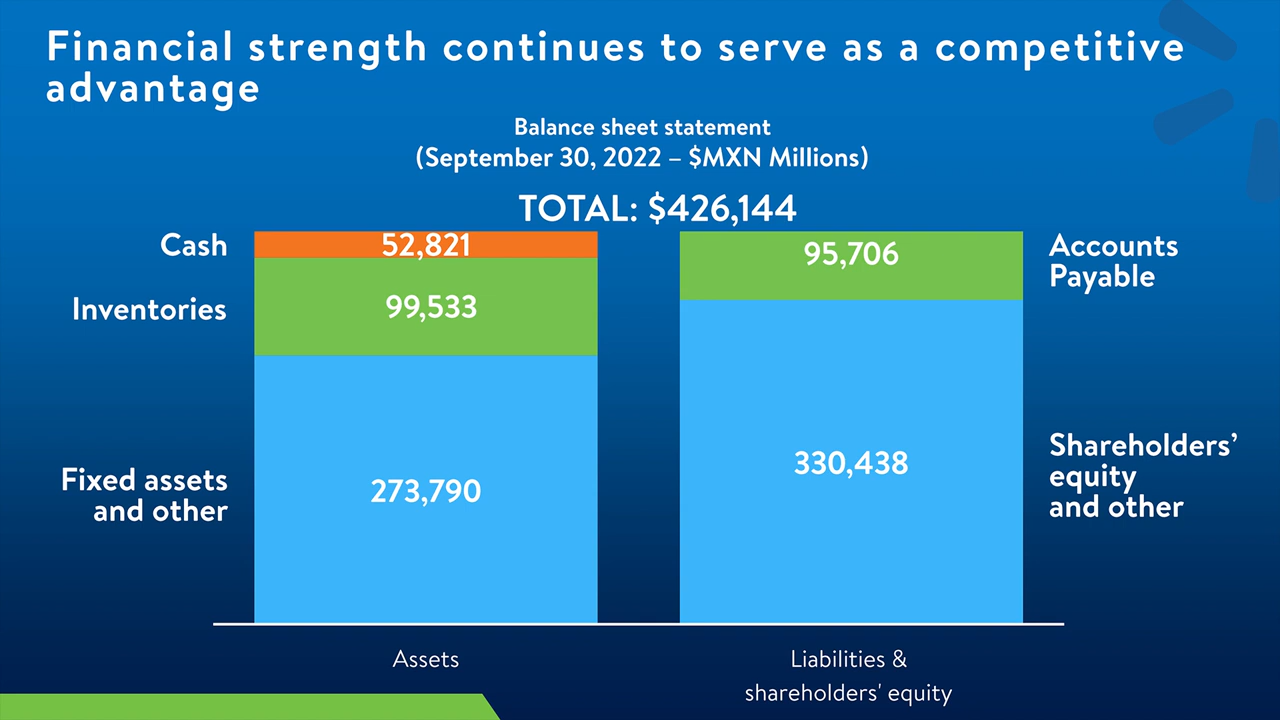 Financial strength continues to serve as a competitive
advantage
Balance sheet statement
(September 30, 2022 – $MXN Millions)
TOTAL: $426,144
Cash
52,821
Inventories
99,533
Fixed assets
and other
273,790
95,706
Accounts
Payable
330,438
Shareholders’
equity
and other
Assets
Liabilities &
shareholders' equity